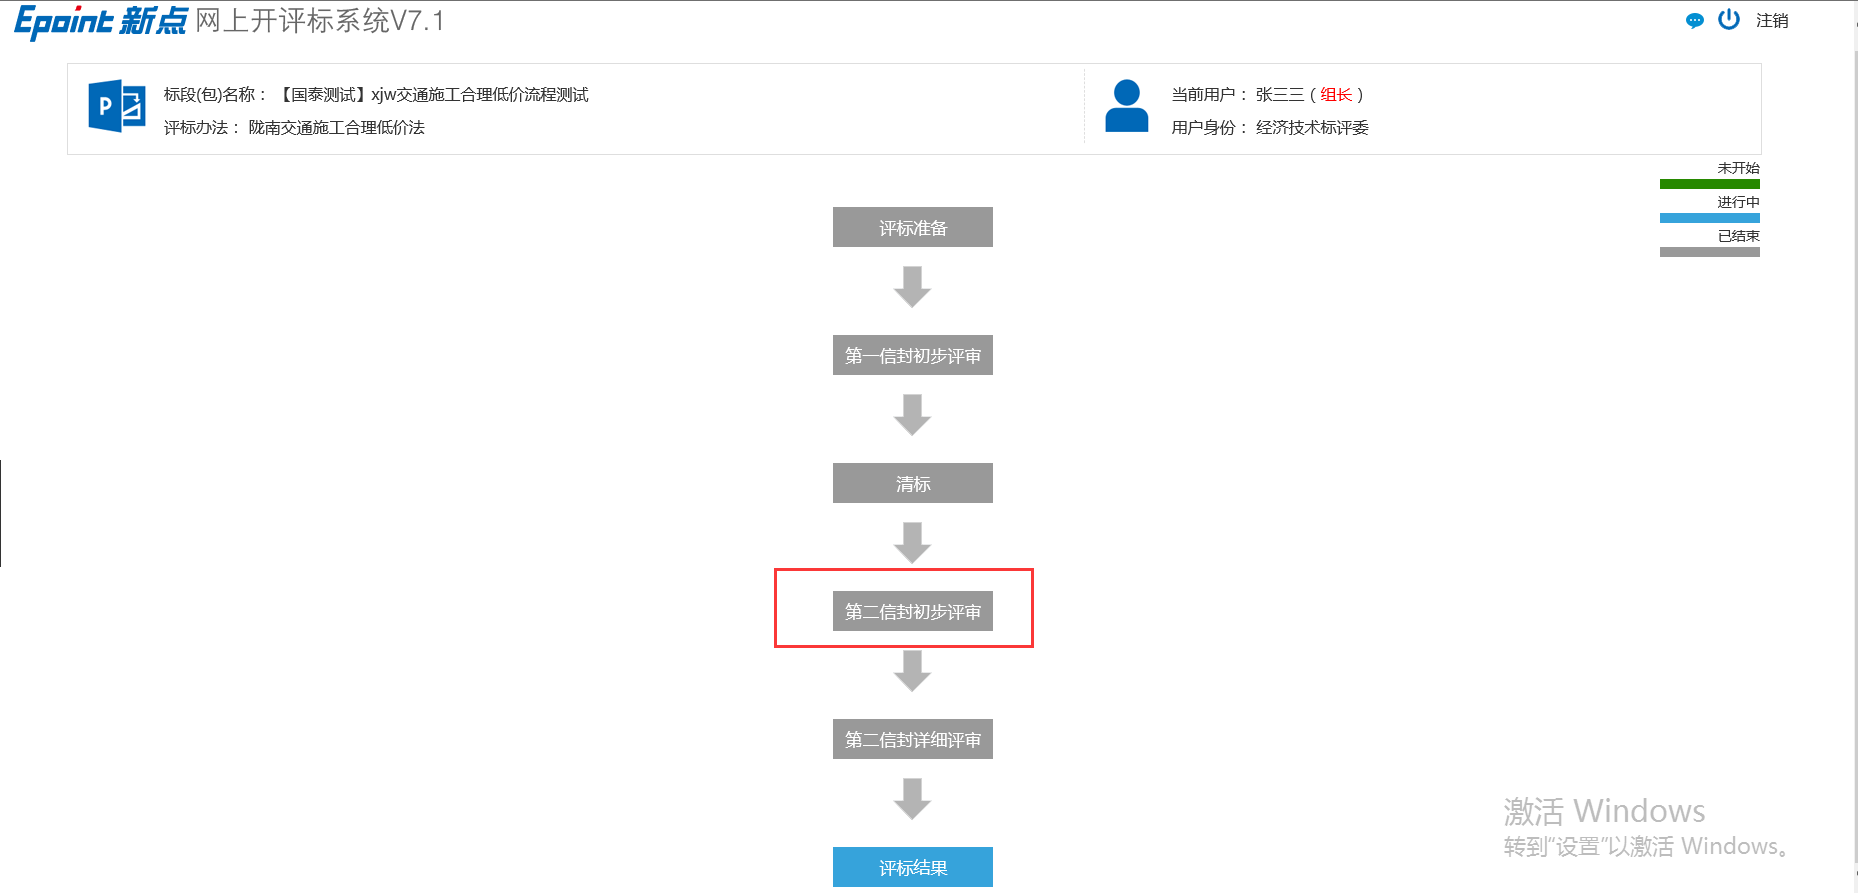 Epoint 新点 网上开评标系统V7.1
注销
标段(包)名称： 【国泰测试】xjw交通施工合理低价流程测试
评标办法： 陇南交通施工合理低价法
当前用户： 张三三（组长）
用户身份： 经济技术标评委
未开始
进行中
已结束
评标准备
第一信封初步评审
清标
第二信封初步评审
第二信封详细评审
评标结果
激活 Windows
转到"设置"以激活 Windows。